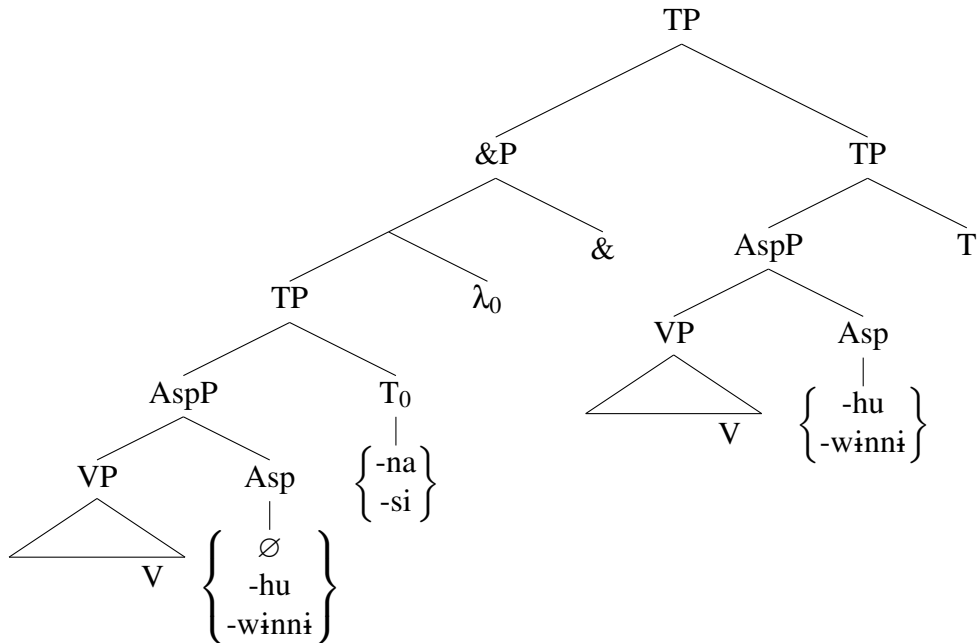 TP
&P TP
& AspP T
TP λ₀ VP Asp
AspP T₀ -hu
V -wɨnnɨ
VP Asp -na
-si
∅
V -hu
-wɨnnɨ